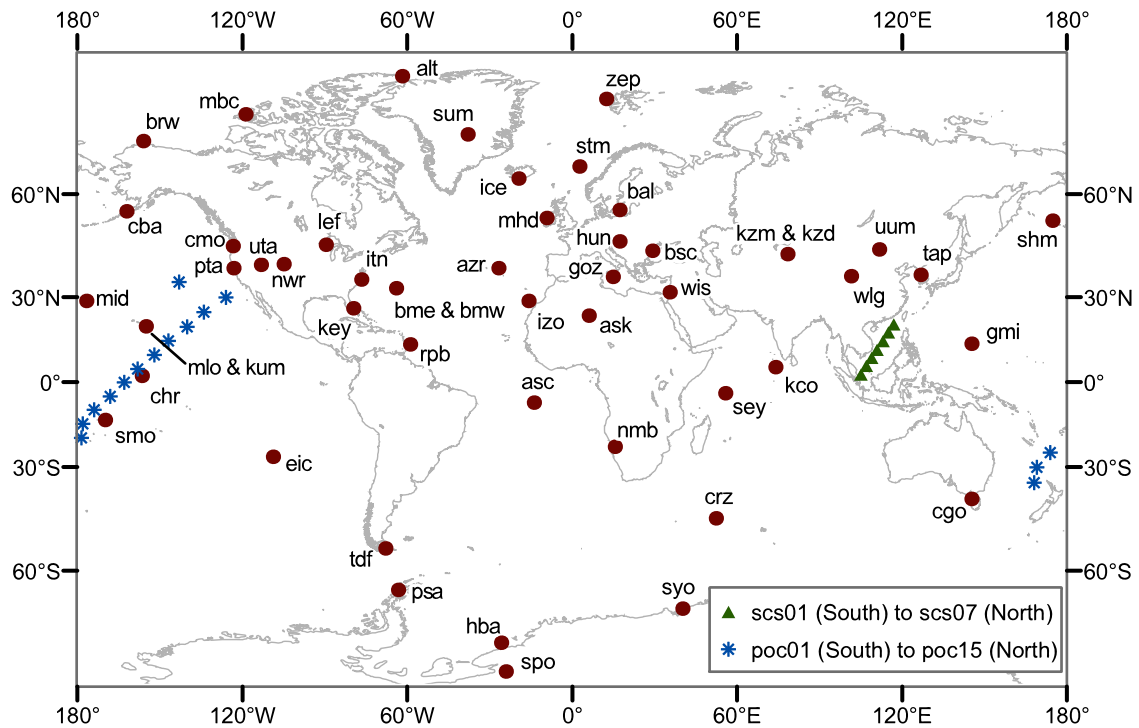 180° 120°W 60°W 0° 60°E 120°E 180°
alt
zep
mbc
sum
brw
stm
ice
60°N 60°N
bal
cba
mhd
lef
uum
hun
kzm & kzd
shm
cmo uta
bsc
tap
itn
azr
pta
goz
nwr
wis
wlg
30°N mid 30°N
bme & bmw
izo
key
ask
gmi
rpb
mlo & kum
0° 0°
chr
asc
kco
sey
smo
nmb
eic
30°S 30°S
crz
cgo
tdf
60°S 60°S
psa
syo
scs01 (South) to scs07 (North)
hba
poc01 (South) to poc15 (North)
spo
180° 120°W 60°W 0° 60°E 120°E 180°